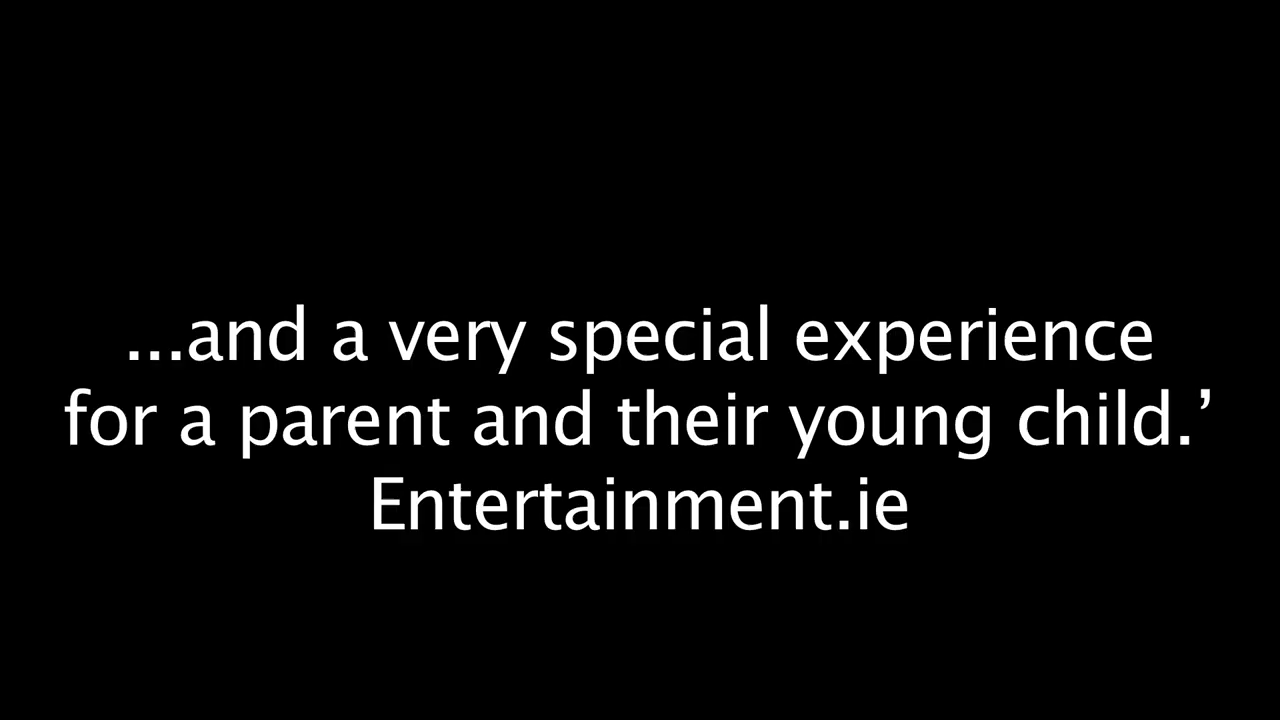 ...and a very special experience
for a parent and their young child.’
Entertainment.ie